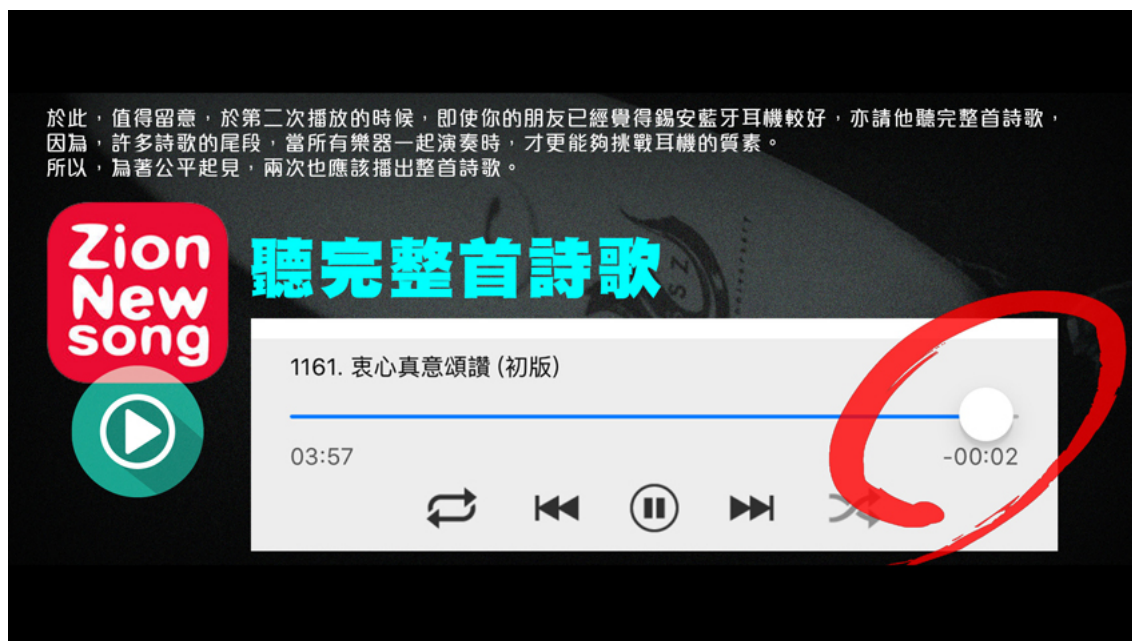 於此，值得留意，於第二次播放的時候，即使你的朋友已經覺得錫安藍牙耳機較好，亦請他聽完整首詩歌，
因為，許多詩歌的尾段，當所有樂器一起演奏時，才更能夠挑戰耳機的質素。
所以，為著公平起見，兩次也應該播出整首詩歌。
Zion
New
song
聽完整首詩歌
1161. 衷心真意頌讚 (初版)
03:57
-00:02